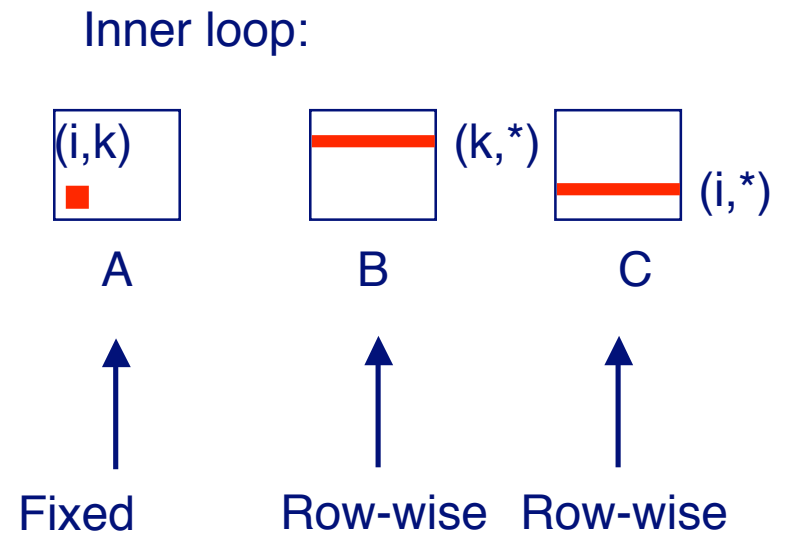 Inner loop:
(i,k) (k,*) (i,*)
A B C
Fixed Row-wise Row-wise